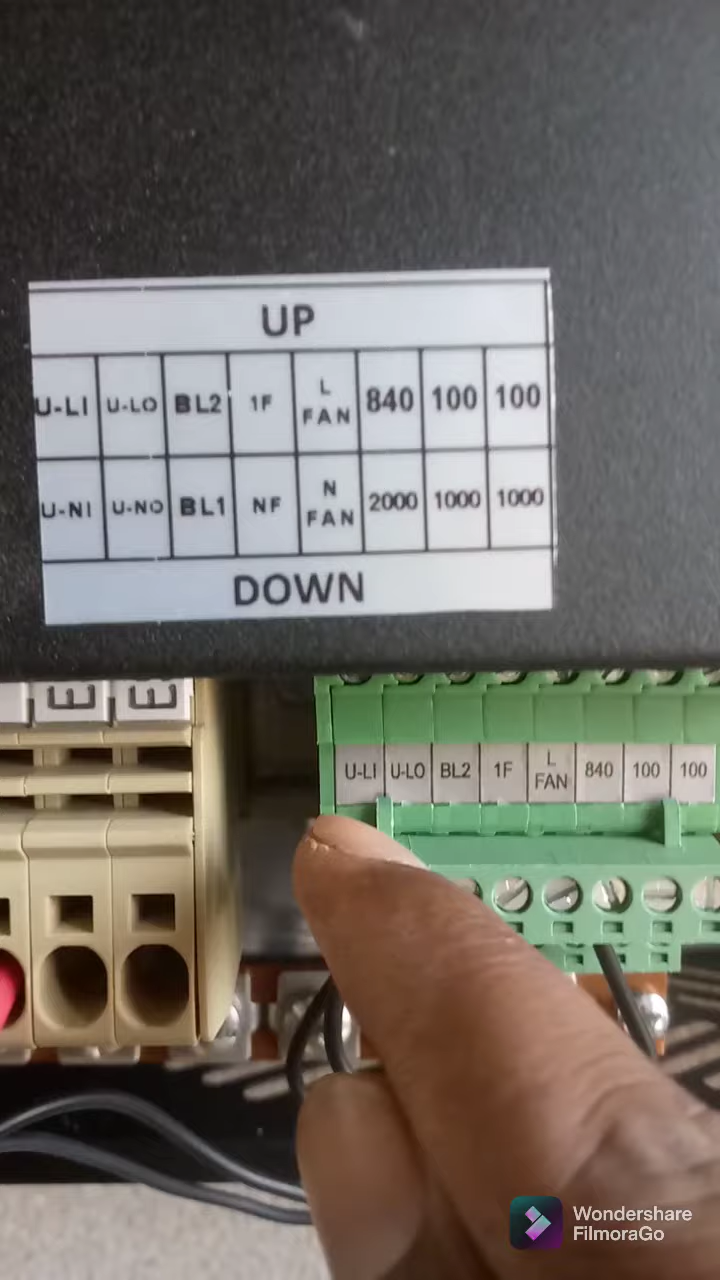 UP
U-LI U-LO BL2 1F L FAN 840 100 100
U-NI U-NO BL1 NF N FAN 2000 1000 1000
DOWN
E E
U-LI U-LO BL2 1F L FAN 840 100 100
Wondershare
FilmoraGo